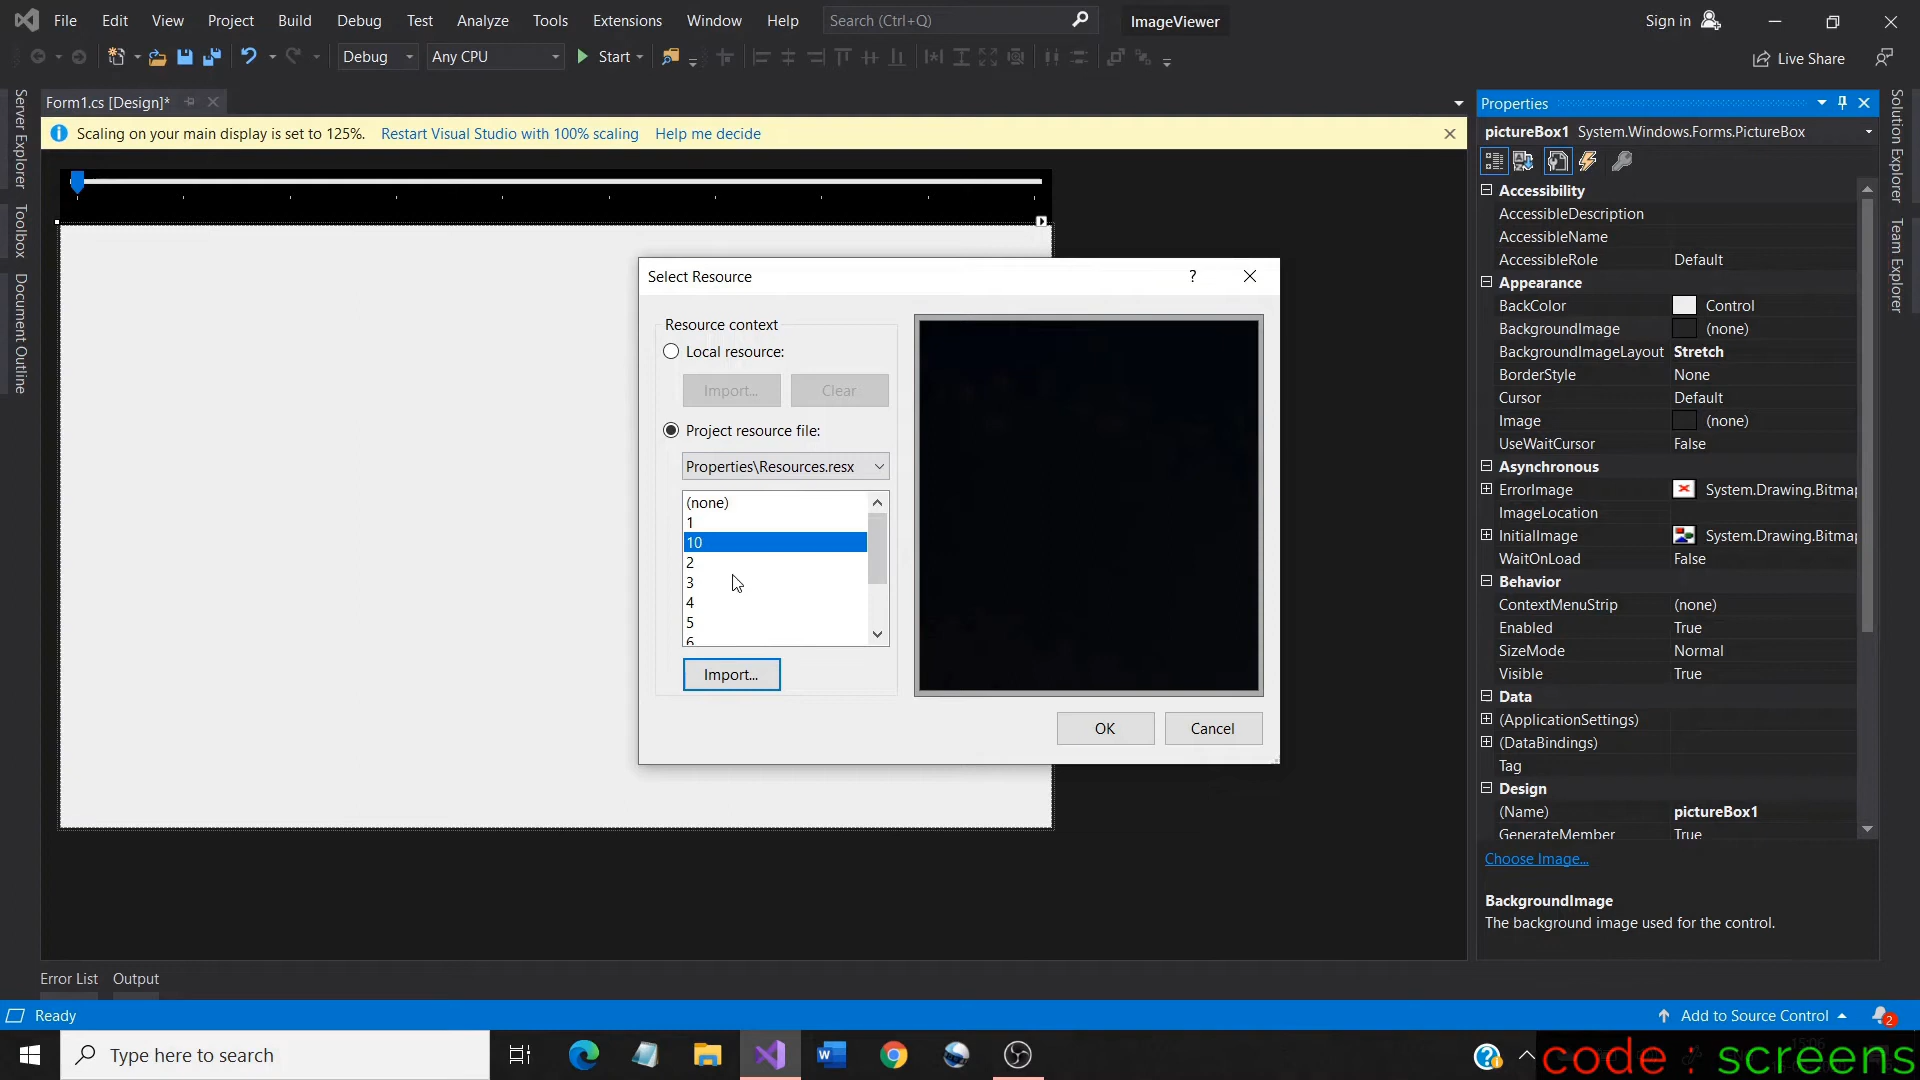 File Edit View Project Build Debug Test Analyze Tools Extensions Window Help Search (Ctrl+Q) ImageViewer Sign in
Debug Any CPU Start Live Share
Server Explorer
Toolbox
Document Outline
Form1.cs [Design]*
Scaling on your main display is set to 125%. Restart Visual Studio with 100% scaling Help me decide
Select Resource ?
Resource context
Local resource:
Import... Clear
Project resource file:
Properties\Resources.resx
(none)
1
10
2
3
4
5
6
Import...
OK Cancel
Properties
pictureBox1 System.Windows.Forms.PictureBox
Accessibility
AccessibleDescription
AccessibleName
AccessibleRole Default
Appearance
BackColor Control
BackgroundImage (none)
BackgroundImageLayout Stretch
BorderStyle None
Cursor Default
Image (none)
UseWaitCursor False
Asynchronous
ErrorImage System.Drawing.Bitmap
ImageLocation
InitialImage System.Drawing.Bitmap
WaitOnLoad False
Behavior
ContextMenuStrip (none)
Enabled True
SizeMode Normal
Visible True
Data
(ApplicationSettings)
(DataBindings)
Tag
Design
(Name) pictureBox1
GenerateMember True
Choose Image...
BackgroundImage
The background image used for the control.
Solution Explorer
Team Explorer
Error List Output
Ready Add to Source Control 2
Type here to search
code : screens